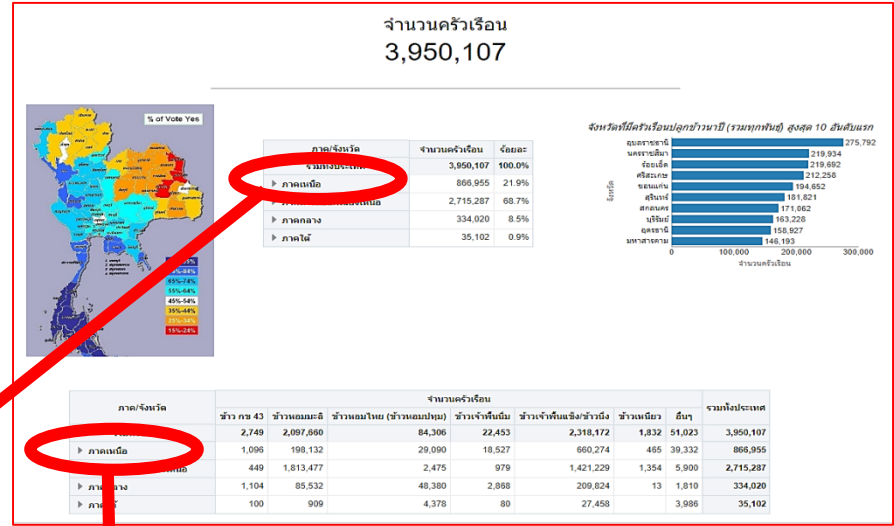 จำนวนครัวเรือน
3,950,107
% of Vote Yes
65%-74%
55%-64%
45%-54%
35%-44%
25%-34%
15%-24%
ภาค/จังหวัด จำนวนครัวเรือน ร้อยละ
3,950,107 100.0%
ภาคเหนือ 866,955 21.9%
2,715,287 68.7%
ภาคกลาง 334,020 8.5%
ภาคใต้ 35,102 0.9%
จังหวัดที่มีครัวเรือนปลูกข้าวนาปี (รวมทุกพันธุ์) สูงสุด 10 อันดับแรก
จังหวัด
อุบลราชธานี 275,792
นครราชสีมา 219,934
ร้อยเอ็ด 219,692
ศรีสะเกษ 212,258
ขอนแก่น 194,652
สุรินทร์ 181,821
สกลนคร 171,662
บุรีรัมย์ 163,228
อุดรธานี 158,927
มหาสารคาม 146,193
0 100,000 200,000 300,000
จำนวนครัวเรือน
ภาค/จังหวัด จำนวนครัวเรือน รวมทั้งประเทศ
ข้าว กข 43 ข้าวหอมมะลิ ข้าวหอมไทย (ข้าวหอมปทุม) ข้าวเจ้าพื้นนิ่ม ข้าวเจ้าพื้นแข็ง/ข้าวนึ่ง ข้าวเหนียว อื่นๆ
2,749 2,097,660 84,306 22,453 2,318,172 1,832 51,023 3,950,107
ภาคเหนือ 1,096 198,132 29,090 18,527 660,274 465 39,332 866,955
449 1,813,477 2,475 979 1,421,229 1,354 5,900 2,715,287
1,104 85,532 48,380 2,868 209,824 13 1,810 334,020
100 909 4,378 80 27,458 3,986 35,102